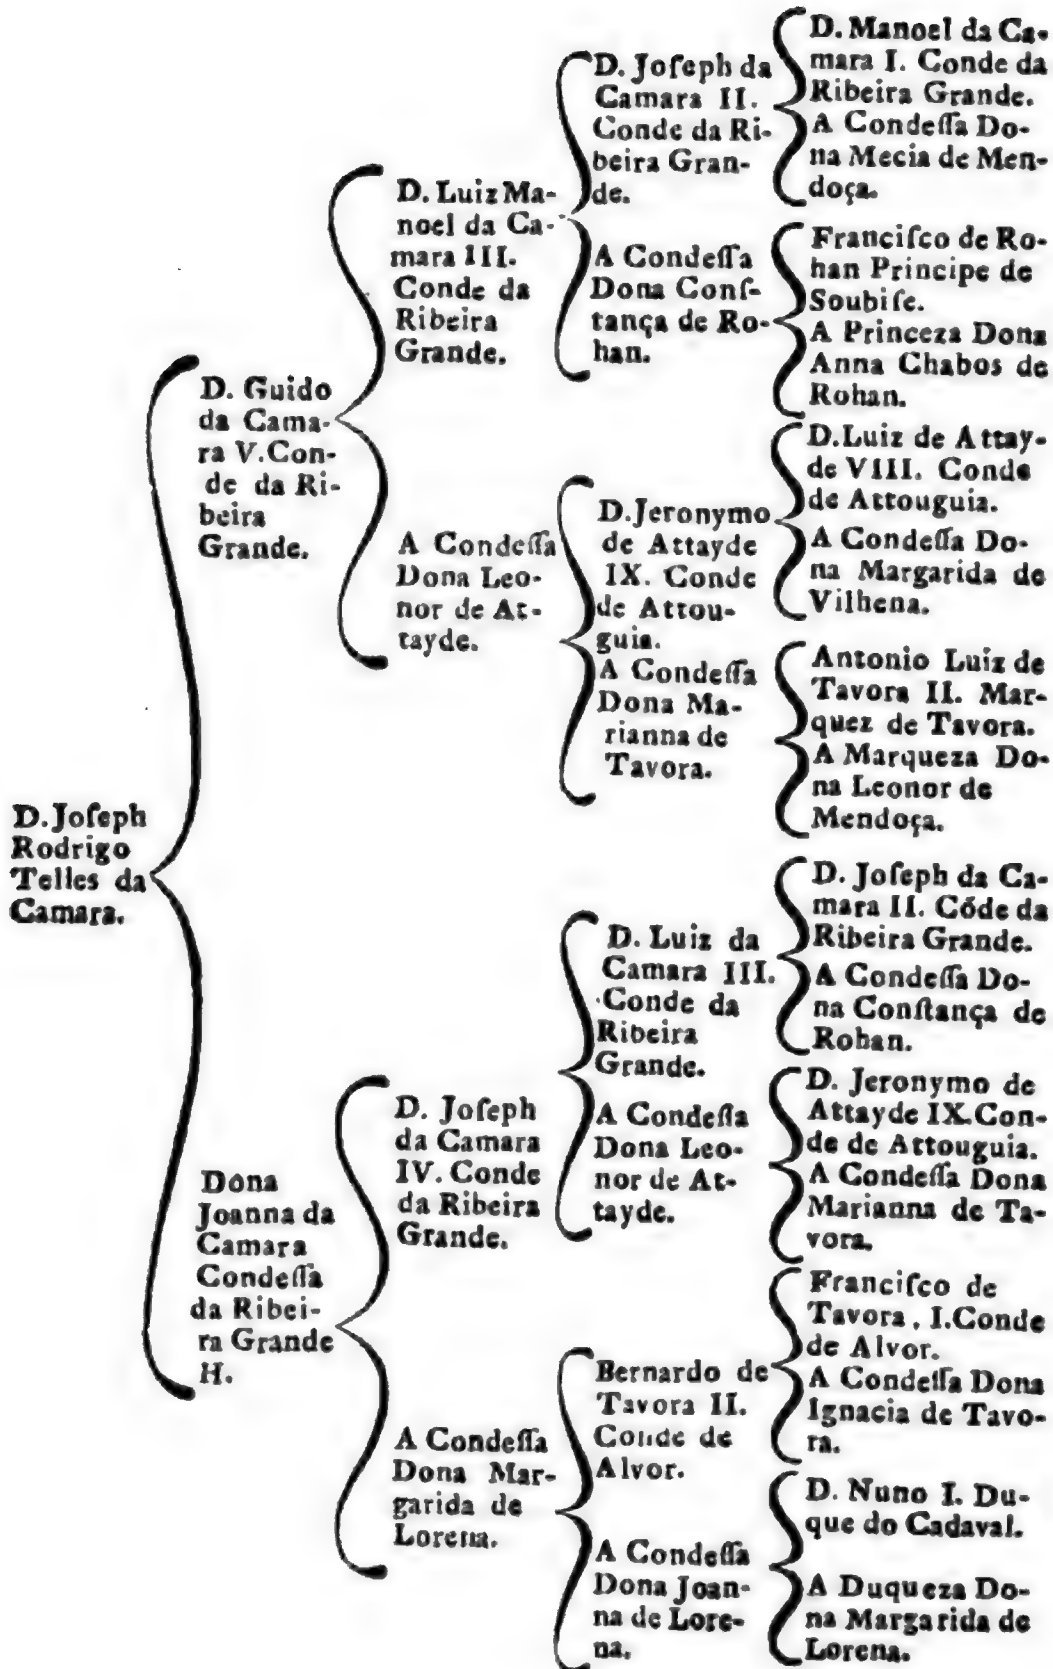 D. Joſeph
Rodrigo
Telles da
Camara.
D. Guido
da Cama-
ra V. Con-
de da Ri-
beira
Grande.
Dona
Joanna da
Camara
Condeſſa
da Ribei-
ra Grande
H.
D. Luiz Ma-
noel da Ca-
mara III.
Conde da
Ribeira
Grande.
A Condeſſa
Dona Leo-
nor de At-
tayde.
D. Joſeph
da Camara
IV. Conde
da Ribeira
Grande.
A Condeſſa
Dona Mar-
garida de
Lorena.
D. Joſeph da
Camara II.
Conde da Ri-
beira Gran-
de.
A Condeſſa
Dona Conſ-
tança de Ro-
han.
D. Jeronymo
de Attayde
IX. Conde
de Attou-
guia.
A Condeſſa
Dona Ma-
rianna de
Tavora.
D. Luiz da
Camara III.
Conde da
Ribeira
Grande.
A Condeſſa
Dona Leo-
nor de At-
tayde.
Bernardo de
Tavora II.
Conde de
Alvor.
A Condeſſa
Dona Joan-
na de Lore-
na.
D. Manoel da Ca-
mara I. Conde da
Ribeira Grande.
A Condeſſa Do-
na Mecia de Men-
doça.
Franciſco de Ro-
han Principe de
Soubiſe.
A Princeza Dona
Anna Chabos de
Rohan.
D. Luiz de Attay-
de VIII. Conde
de Attouguia.
A Condeſſa Do-
na Margarida de
Vilhena.
Antonio Luiz de
Tavora II. Mar-
quez de Tavora.
A Marqueza Do-
na Leonor de
Mendoça.
D. Joſeph da Ca-
mara II. Cõde da
Ribeira Grande.
A Condeſſa Do-
na Conſtança de
Rohan.
D. Jeronymo de
Attayde IX. Con-
de de Attouguia.
A Condeſſa Dona
Marianna de Ta-
vora.
Franciſco de
Tavora, I. Conde
de Alvor.
A Condeſſa Dona
Ignacia de Tavo-
ra.
D. Nuno I. Du-
que do Cadaval.
A Duqueza Do-
na Margarida de
Lorena.